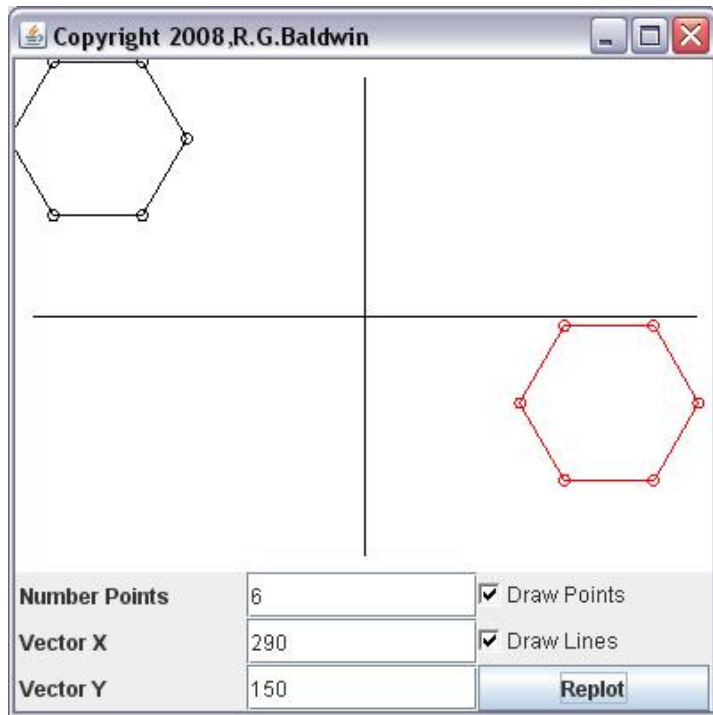 Copyright 2008,R.G.Baldwin
Number Points 6 Draw Points
Vector X 290 Draw Lines
Vector Y 150 Replot